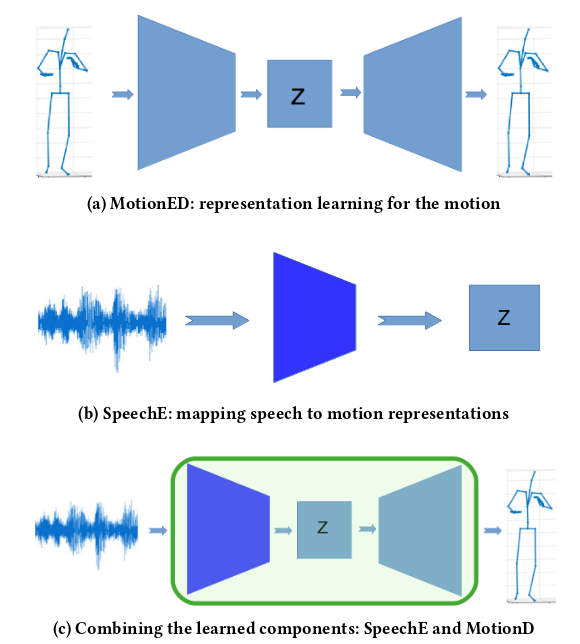 Z
(a) MotionED: representation learning for the motion
Z
(b) SpeechE: mapping speech to motion representations
Z
(c) Combining the learned components: SpeechE and MotionD